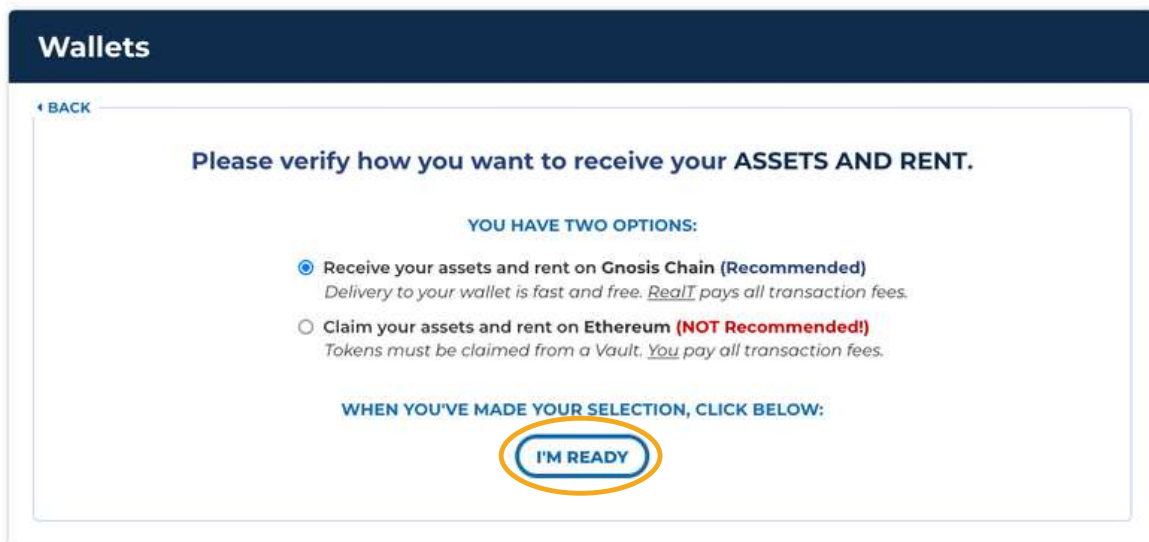 Wallets
BACK
Please verify how you want to receive your ASSETS AND RENT.
YOU HAVE TWO OPTIONS:
Receive your assets and rent on Gnosis Chain (Recommended)
Delivery to your wallet is fast and free. RealT pays all transaction fees.
Claim your assets and rent on Ethereum (NOT Recommended!)
Tokens must be claimed from a Vault. You pay all transaction fees.
WHEN YOU'VE MADE YOUR SELECTION, CLICK BELOW:
I'M READY